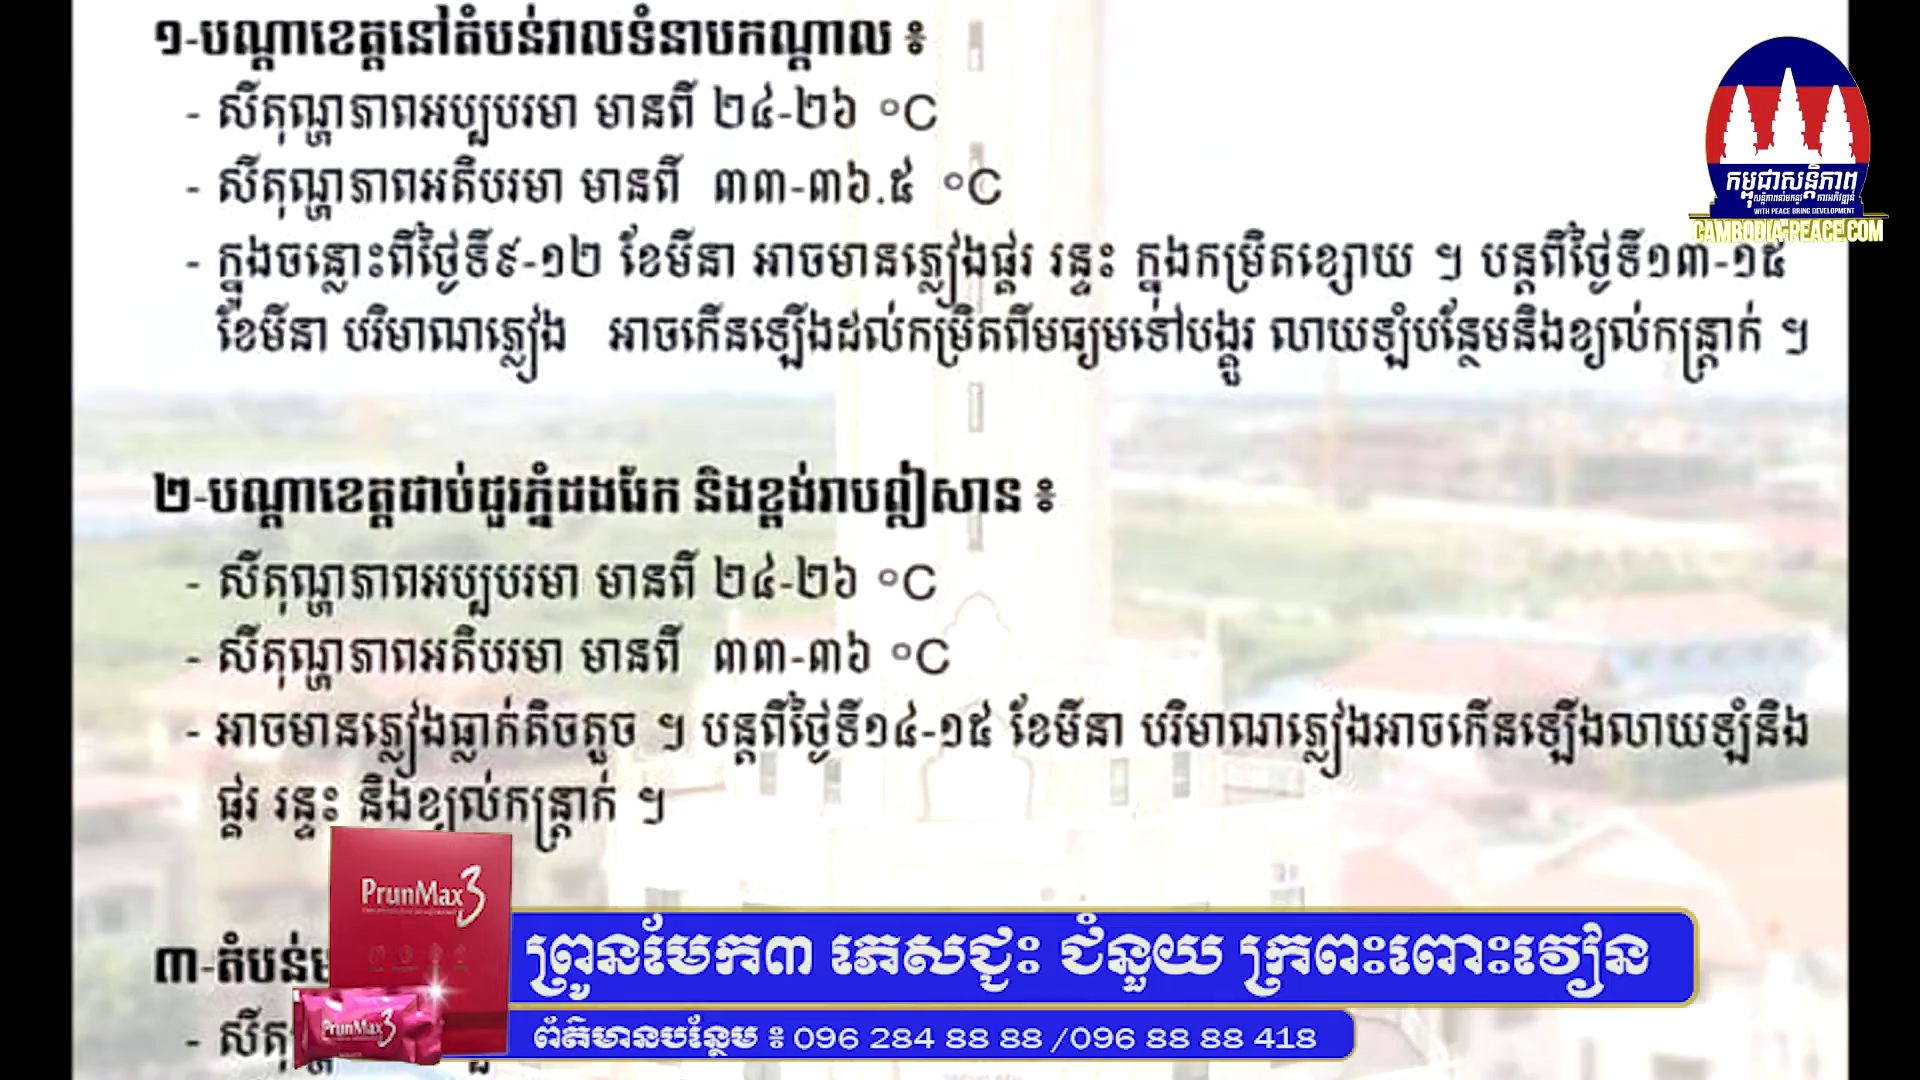 ១-បណ្តាខេត្តនៅតំបន់វាលទំនាបកណ្តាល ៖
- សីតុណ្ហភាពអប្បបរមា មានពី ២៤-២៦ °C
- សីតុណ្ហភាពអតិបរមា មានពី ៣៣-៣៦.៥ °C
- ក្នុងចន្លោះពីថ្ងៃទី៩-១២ ខែមីនា អាចមានភ្លៀងផ្គរ រន្ទះ ក្នុងកម្រិតខ្សោយ ។ បន្តពីថ្ងៃទី១៣-១៥
ខែមីនា បរិមាណភ្លៀង អាចកើនឡើងដល់កម្រិតពីមធ្យមទៅបង្គួរ លាយឡំបន្ថែមនិងខ្យល់កន្ត្រាក់ ។
២-បណ្តាខេត្តជាប់ជួរភ្នំដងរែក និងខ្ពង់រាបឦសាន ៖
- សីតុណ្ហភាពអប្បបរមា មានពី ២៤-២៦ °C
- សីតុណ្ហភាពអតិបរមា មានពី ៣៣-៣៦ °C
- អាចមានភ្លៀងធ្លាក់តិចតួច ។ បន្តពីថ្ងៃទី១៤-១៥ ខែមីនា បរិមាណភ្លៀងអាចកើនឡើងលាយឡំនិង
ផ្គរ រន្ទះ និងខ្យល់កន្ត្រាក់ ។
៣-តំបន់
កម្ពុជាសន្តិភាព
WITH PEACE BRING DEVELOPMENT
CAMBODIA-PEACE.COM
PrunMax3
PrunMax3
ព្រូនមែក៣ ភេសជ្ជៈ ជំនួយ ក្រពះពោះវៀន
ព័ត៌មានបន្ថែម ៖ 096 284 88 88 /096 88 88 418